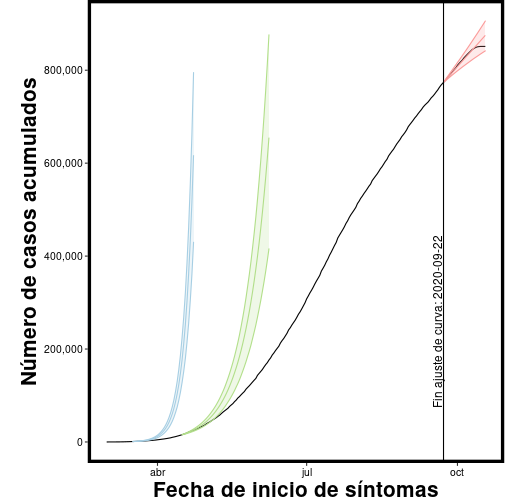 Número de casos acumulados
800,000
600,000
400,000
200,000
0
Fin ajuste de curva: 2020-09-22
abr
jul
oct
Fecha de inicio de síntomas